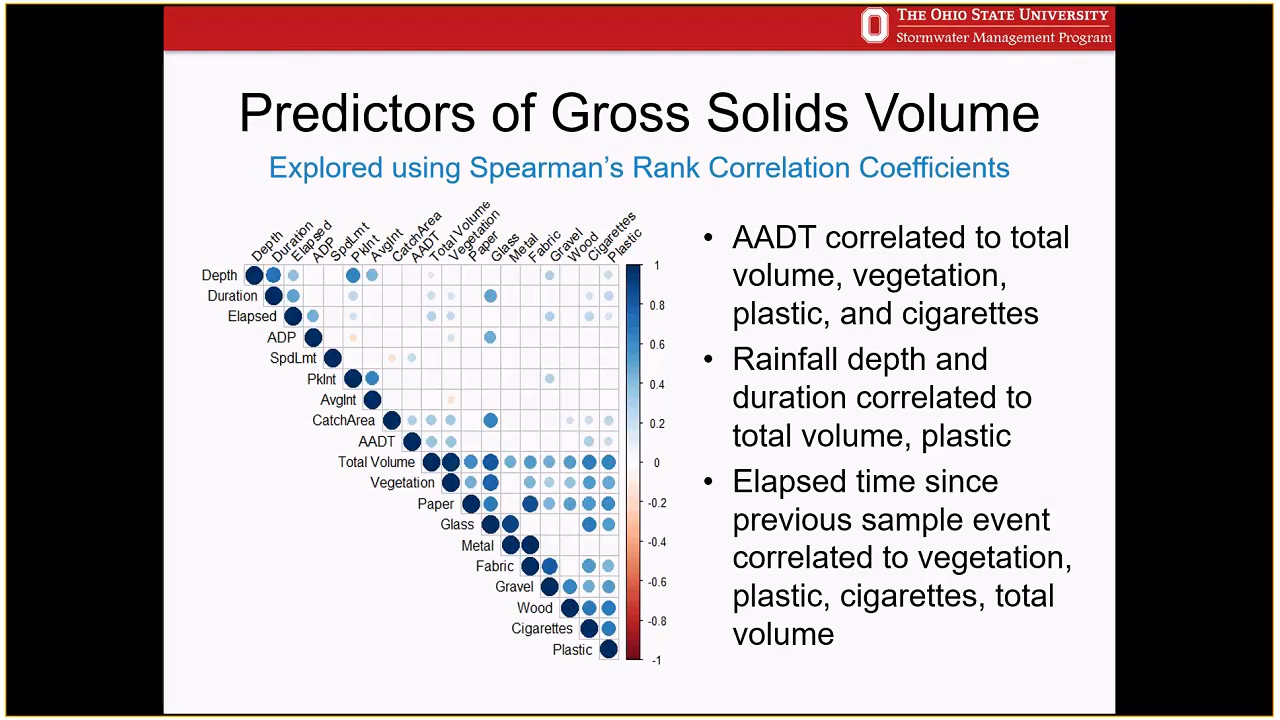 THE OHIO STATE UNIVERSITY
Stormwater Management Program
Predictors of Gross Solids Volume
Explored using Spearman's Rank Correlation Coefficients
Depth
Duration
Elapsed
ADP
SpdLmt
PkInt
AvgInt
CatchArea
AADT
Total Volume
Vegetation
Paper
Glass
Metal
Fabric
Gravel
Wood
Cigarettes
Plastic
Depth
Duration
Elapsed
ADP
SpdLmt
PkInt
AvgInt
CatchArea
AADT
Total Volume
Vegetation
Paper
Glass
Metal
Fabric
Gravel
Wood
Cigarettes
Plastic
1
0.8
0.6
0.4
0.2
0
-0.2
-0.4
-0.6
-0.8
-1
• AADT correlated to total
volume, vegetation,
plastic, and cigarettes
• Rainfall depth and
duration correlated to
total volume, plastic
• Elapsed time since
previous sample event
correlated to vegetation,
plastic, cigarettes, total
volume